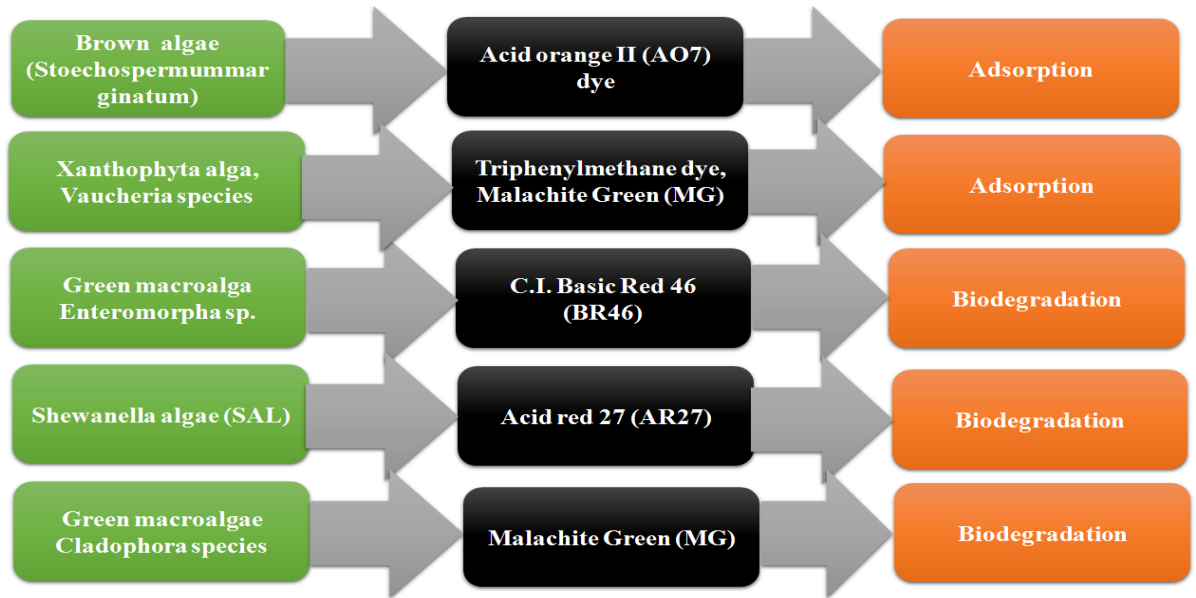 Brown algae
(Stoechospermummar
ginatum)
Acid orange II (AO7)
dye
Adsorption
Xanthophyta alga,
Vaucheria species
Triphenylmethane dye,
Malachite Green (MG)
Adsorption
Green macroalga
Enteromorpha sp.
C.I. Basic Red 46
(BR46)
Biodegradation
Shewanella algae (SAL)
Acid red 27 (AR27)
Biodegradation
Green macroalgae
Cladophora species
Malachite Green (MG)
Biodegradation